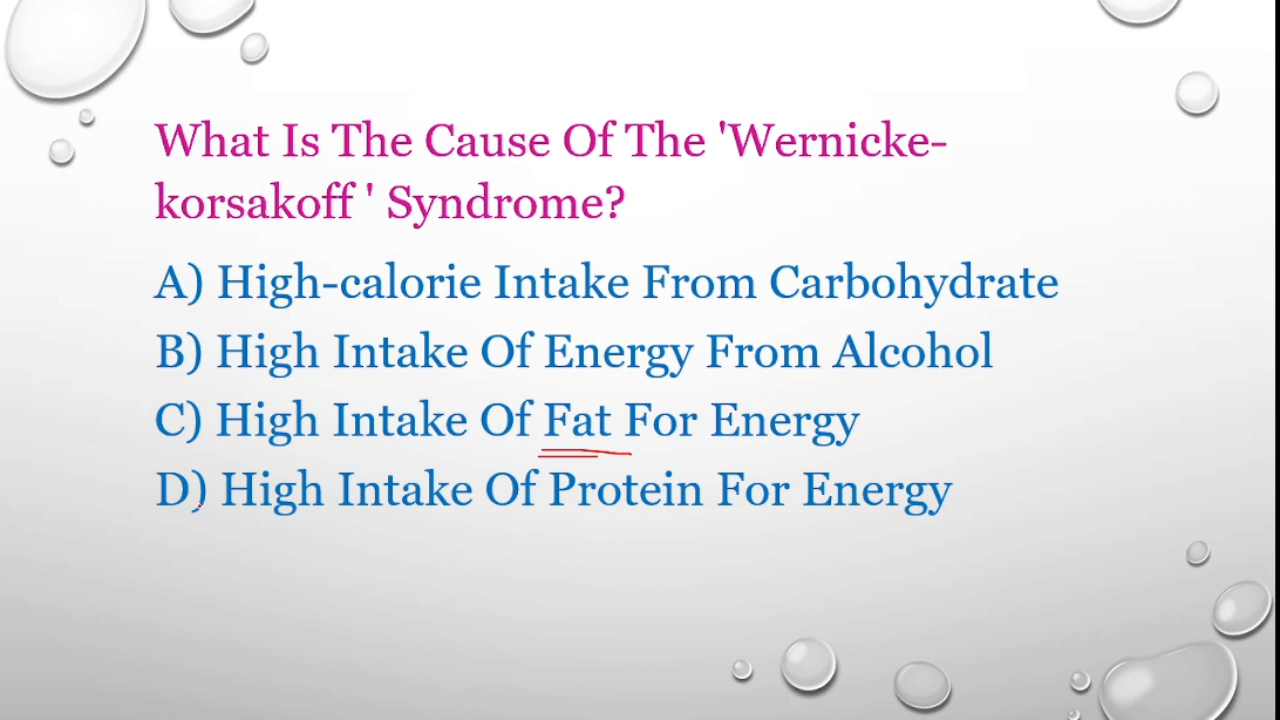 What Is The Cause Of The 'Wernicke-
korsakoff ' Syndrome?
A) High-calorie Intake From Carbohydrate
B) High Intake Of Energy From Alcohol
C) High Intake Of Fat For Energy
D) High Intake Of Protein For Energy